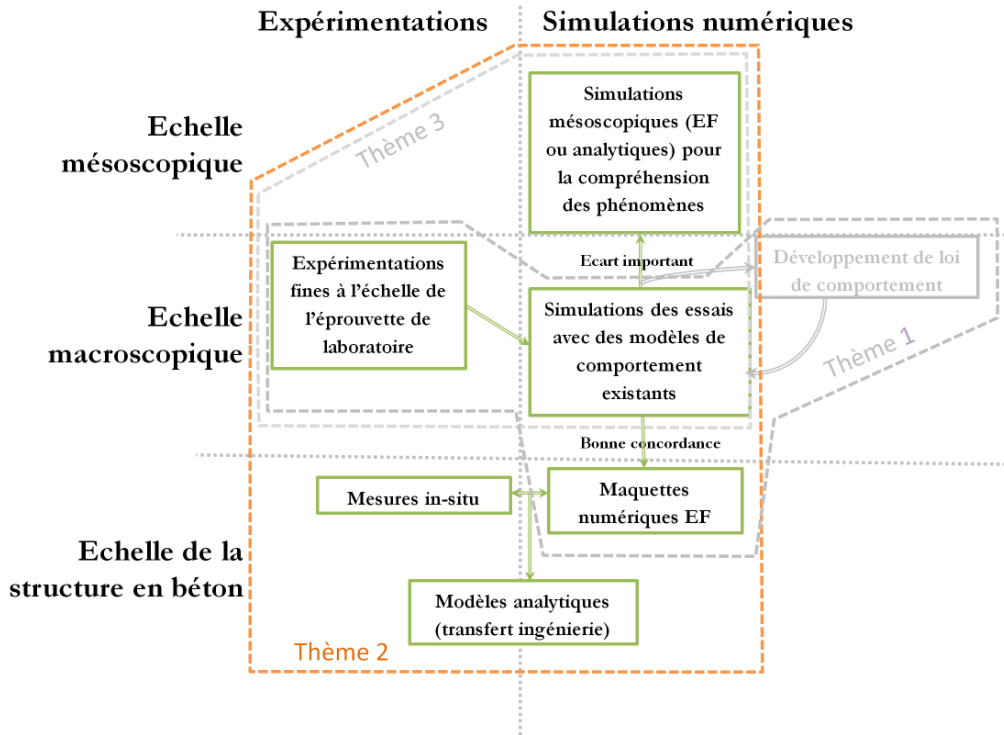 Expérimentations
Simulations numériques
Echelle
mésoscopique
Thème 3
Simulations
mésoscopiques (EF
ou analytiques) pour
la compréhension
des phénomènes
Echelle
macroscopique
Expérimentations
fines à l’échelle de
l’éprouvette de
laboratoire
Ecart important
Simulations des essais
avec des modèles de
comportement
existants
Développement de loi
de comportement
Thème 1
Bonne concordance
Echelle de la
structure en béton
Mesures in-situ
Maquettes
numériques EF
Modèles analytiques
(transfert ingénierie)
Thème 2